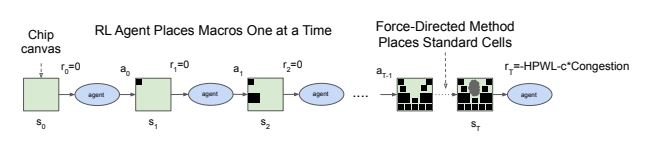 RL Agent Places Macros One at a Time
Force-Directed Method
Places Standard Cells
Chip
canvas
r0=0
a0
r1=0
a1
r2=0
aT-1
rT=-HPWL-c*Congestion
agent
agent
agent
....
agent
s0
s1
s2
sT